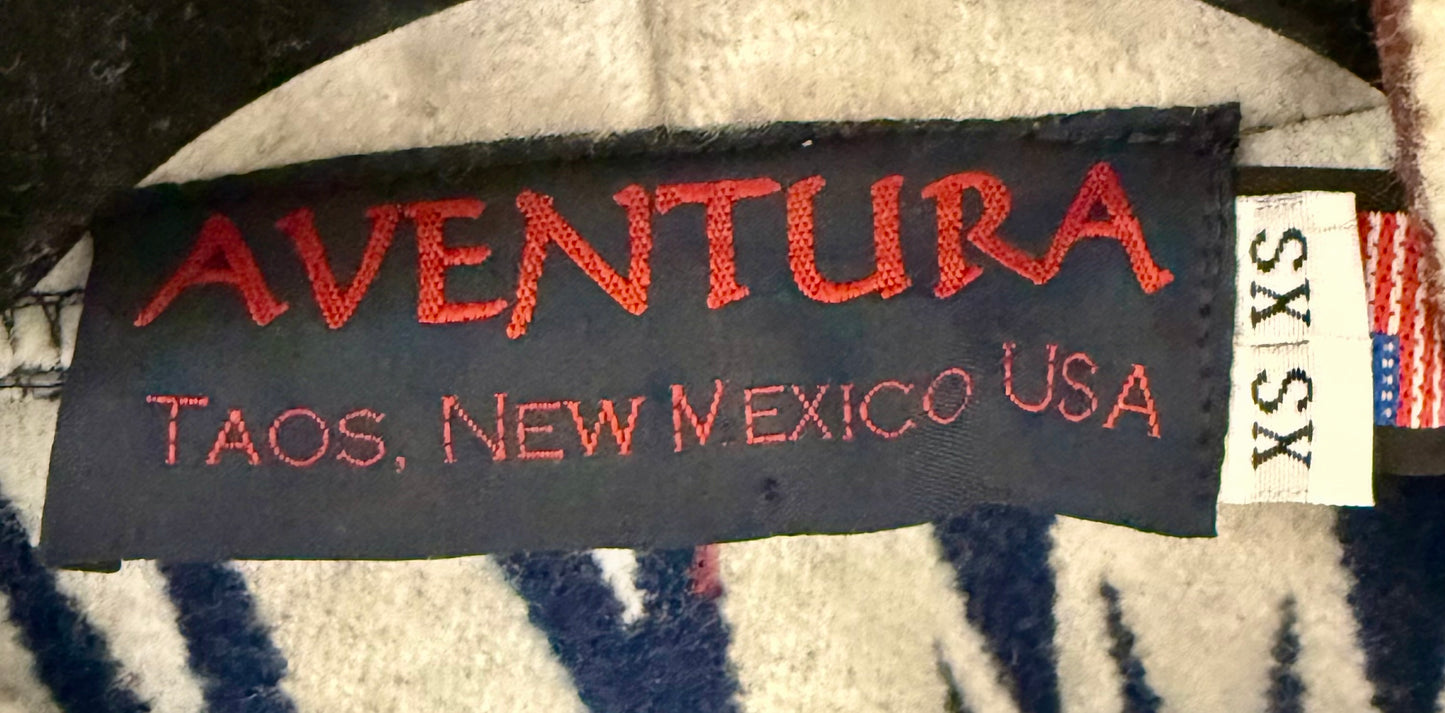 AVENTURA
TAOS, NEW MEXICO USA
XS
XS